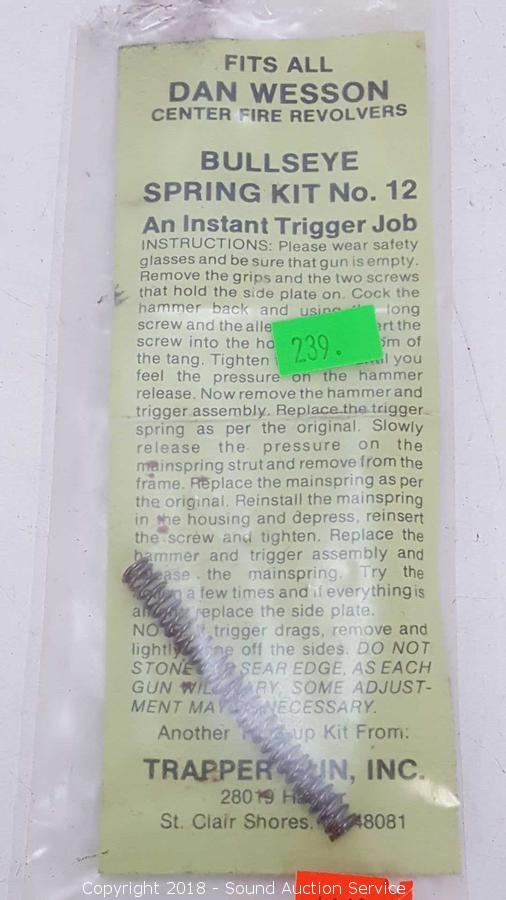 FITS ALL
DAN WESSON
CENTER FIRE REVOLVERS
BULLSEYE
SPRING KIT No. 12
An Instant Trigger Job
INSTRUCTIONS: Please wear safety
glasses and be sure that gun is empty.
Remove the grips and the two screws
that hold the side plate on. Cock the
hammer back and using long
screw and the
screw into the of
the tang. Tighten you
feel the pressure on the hammer
release. Now remove the hammer and
trigger assembly. Replace the trigger
spring as per the original. Slowly
release the pressure on the
mainspring strut and remove from the
frame. Replace the mainspring as per
the original. Reinstall the mainspring
in the housing and depress, reinsert
the screw and tighten. Replace the
hammer and trigger assembly and
the mainspring. Try the
a few times and if everything is
replace the side plate.
trigger drags, remove and
lightly off the sides. DO NOT
STONE SEAR EDGE, AS EACH
GUN WILL VARY. SOME ADJUST-
MENT MAY NECESSARY.
Another Kit From:
TRAPPER GUN, INC.
28019
St. Clair Shores, 48081
239.
Copyright 2018 - Sound Auction Service